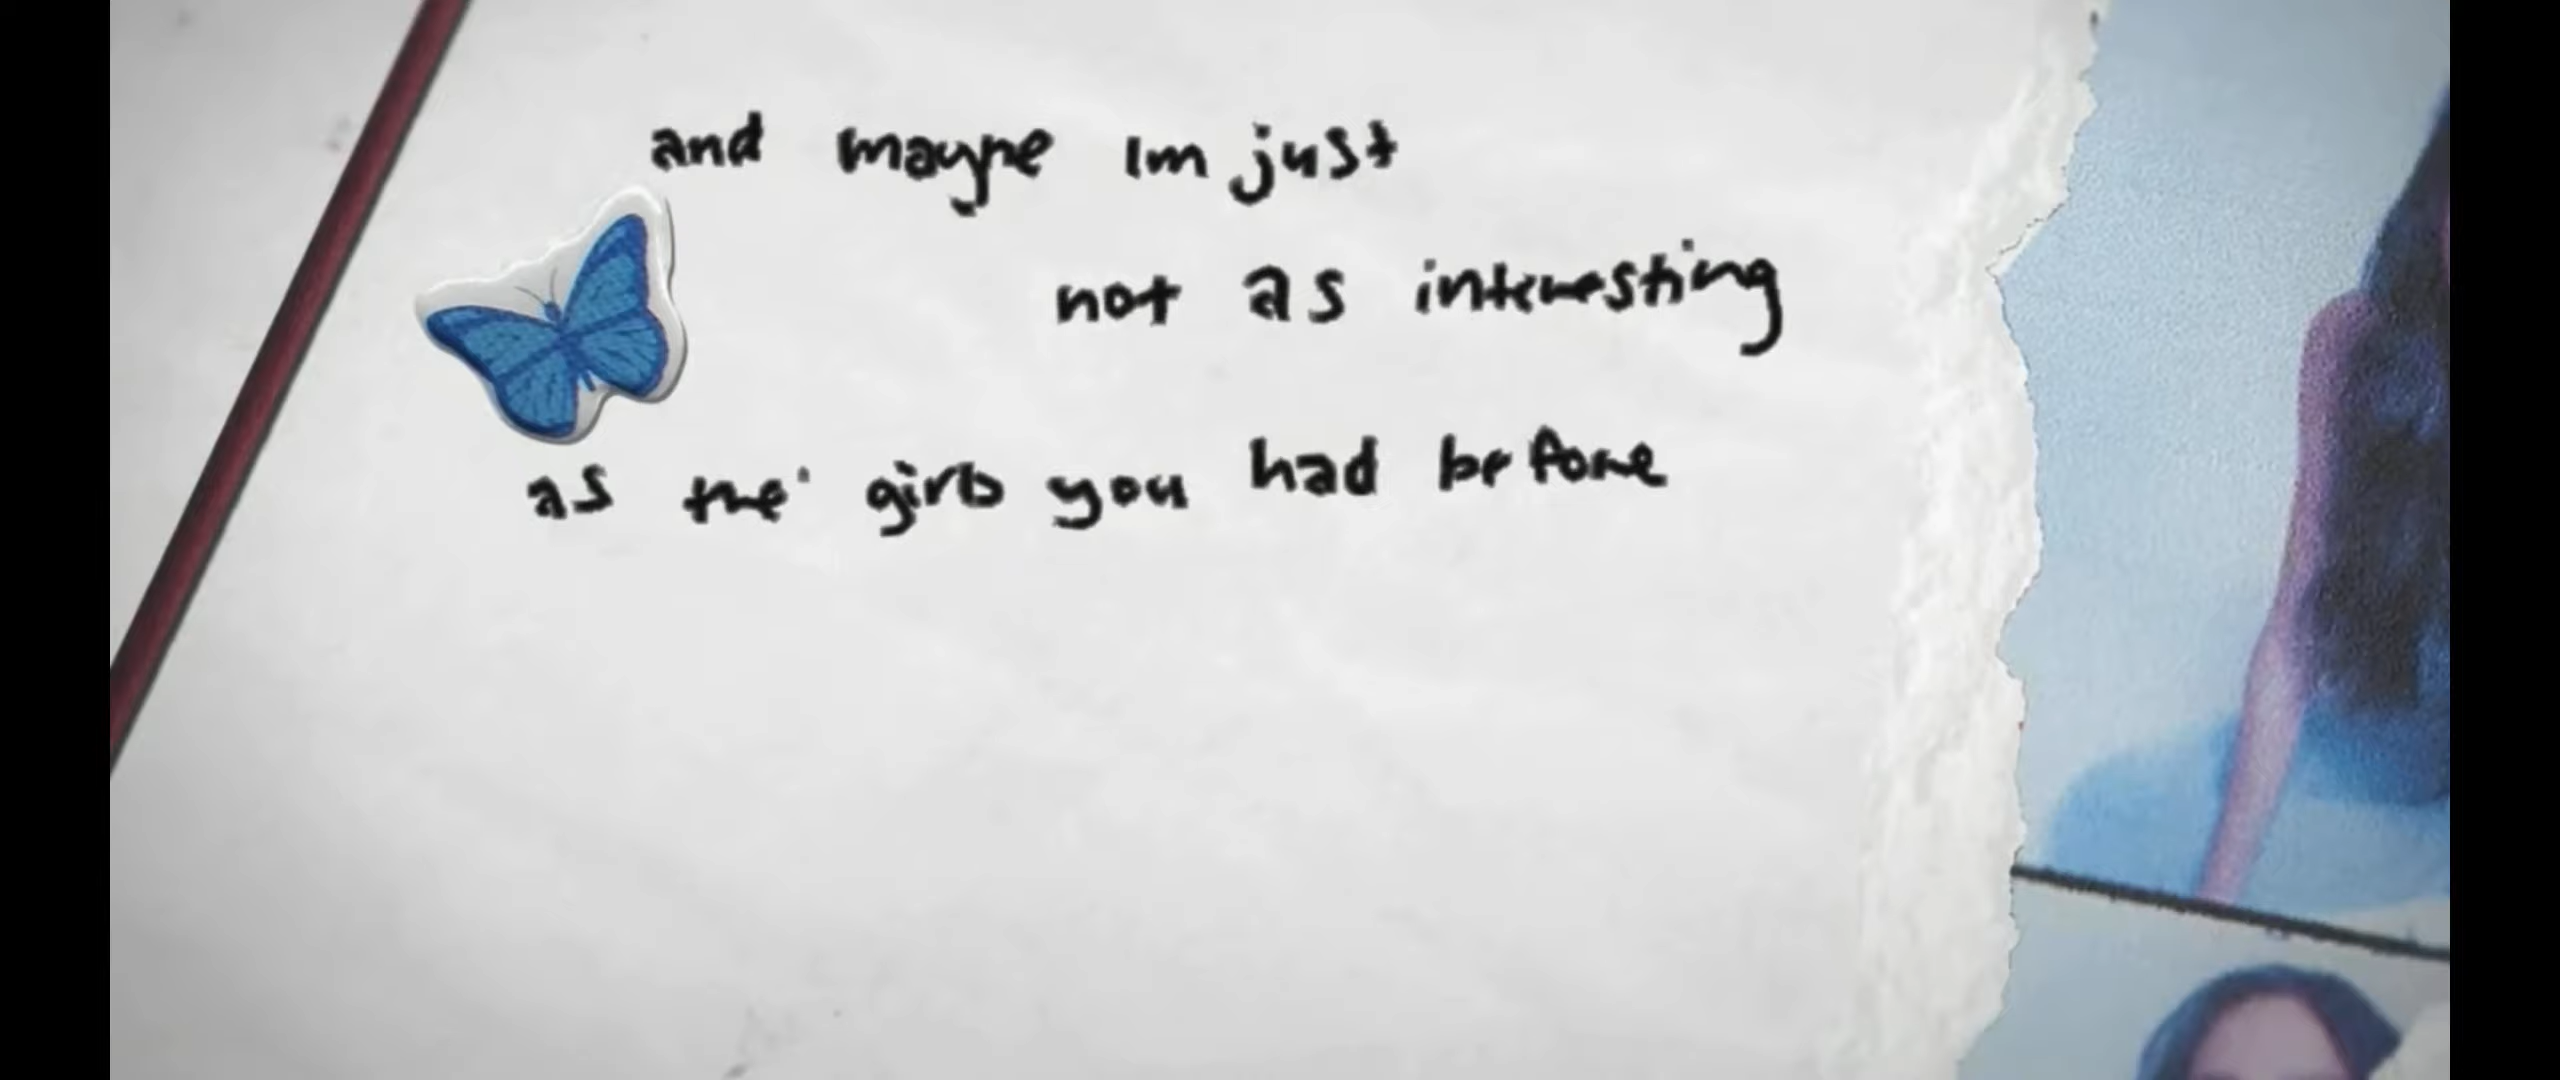 and maybe Im just
not as interesting
as the girls you had before